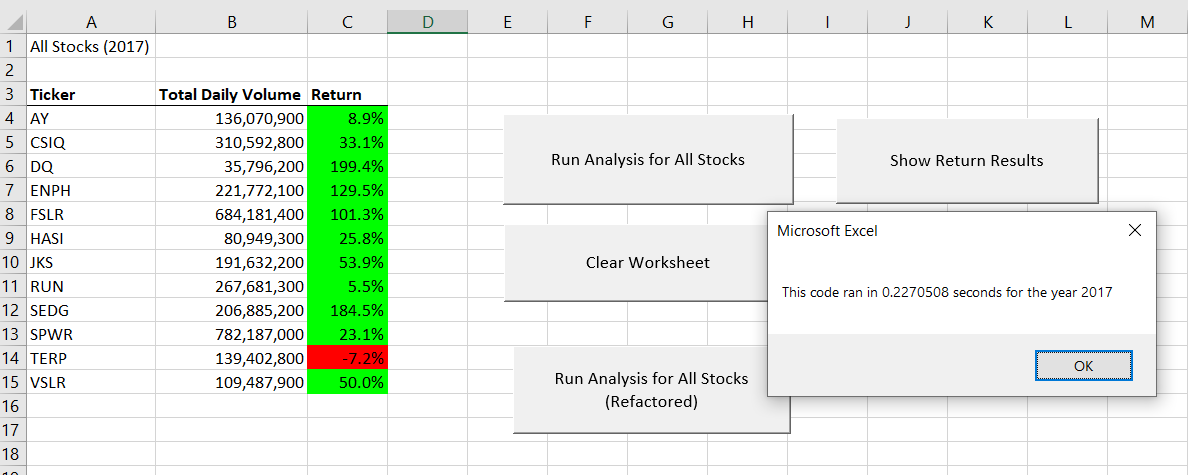 A B C D E F G H I J K L M
1 All Stocks (2017)
2
3 Ticker Total Daily Volume Return
4 AY 136,070,900 8.9%
5 CSIQ 310,592,800 33.1%
6 DQ 35,796,200 199.4%
7 ENPH 221,772,100 129.5%
8 FSLR 684,181,400 101.3%
9 HASI 80,949,300 25.8%
10 JKS 191,632,200 53.9%
11 RUN 267,681,300 5.5%
12 SEDG 206,885,200 184.5%
13 SPWR 782,187,000 23.1%
14 TERP 139,402,800 -7.2%
15 VSLR 109,487,900 50.0%
16
17
18
Run Analysis for All Stocks
Show Return Results
Clear Worksheet
Run Analysis for All Stocks
(Refactored)
Microsoft Excel
This code ran in 0.2270508 seconds for the year 2017
OK